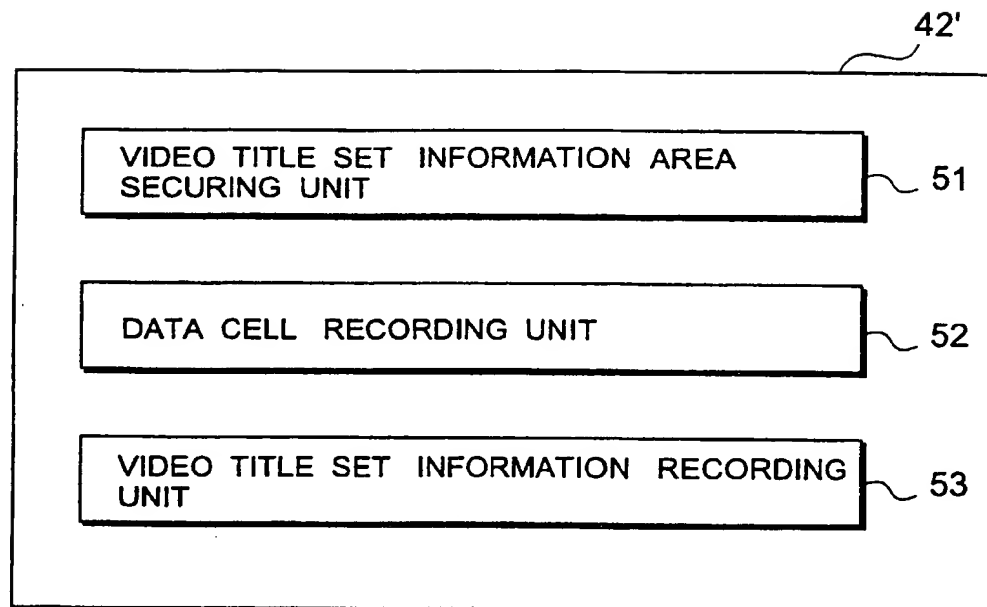 42'
VIDEO TITLE SET INFORMATION AREA
SECURING UNIT
51
DATA CELL RECORDING UNIT
52
VIDEO TITLE SET INFORMATION RECORDING
UNIT
53